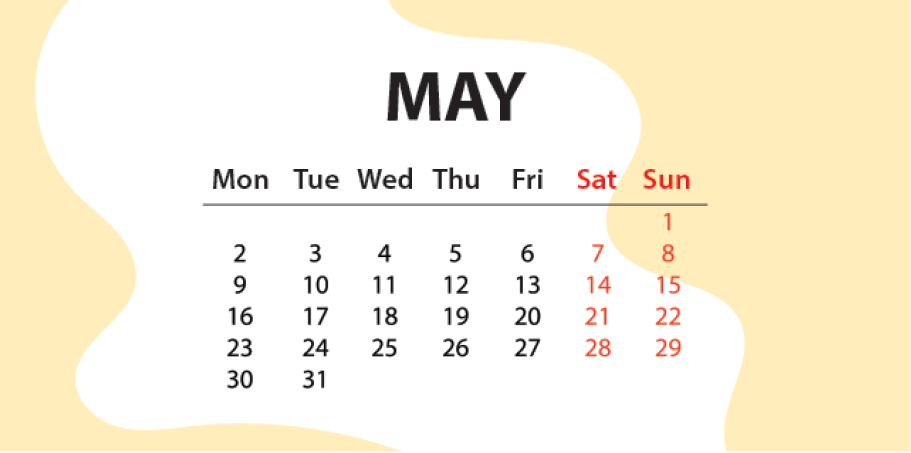 MAY
Mon Tue Wed Thu Fri Sat Sun
1
2 3 4 5 6 7 8
9 10 11 12 13 14 15
16 17 18 19 20 21 22
23 24 25 26 27 28 29
30 31